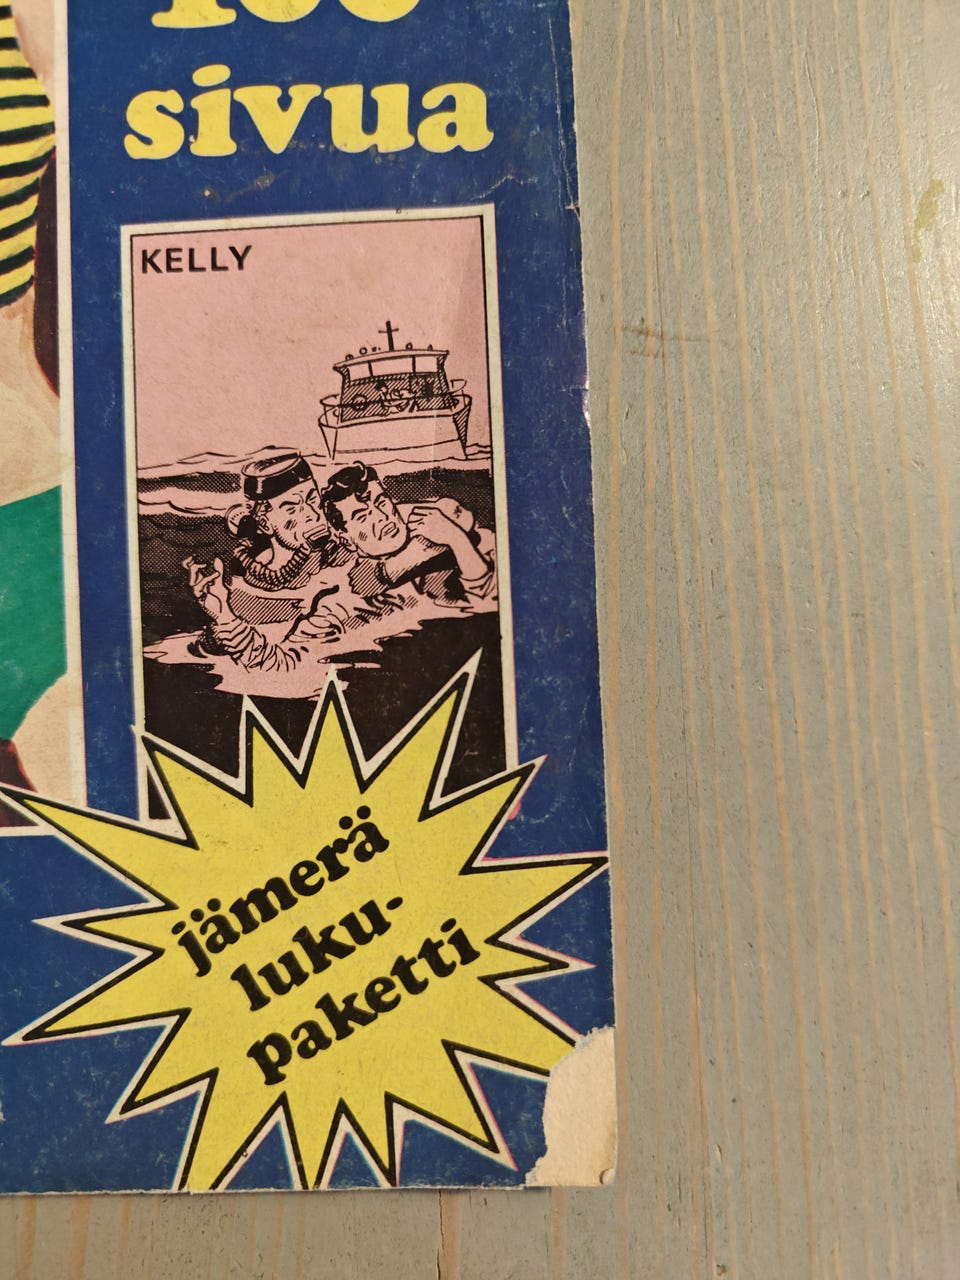 sivua
KELLY
jämerä
luku-
paketti